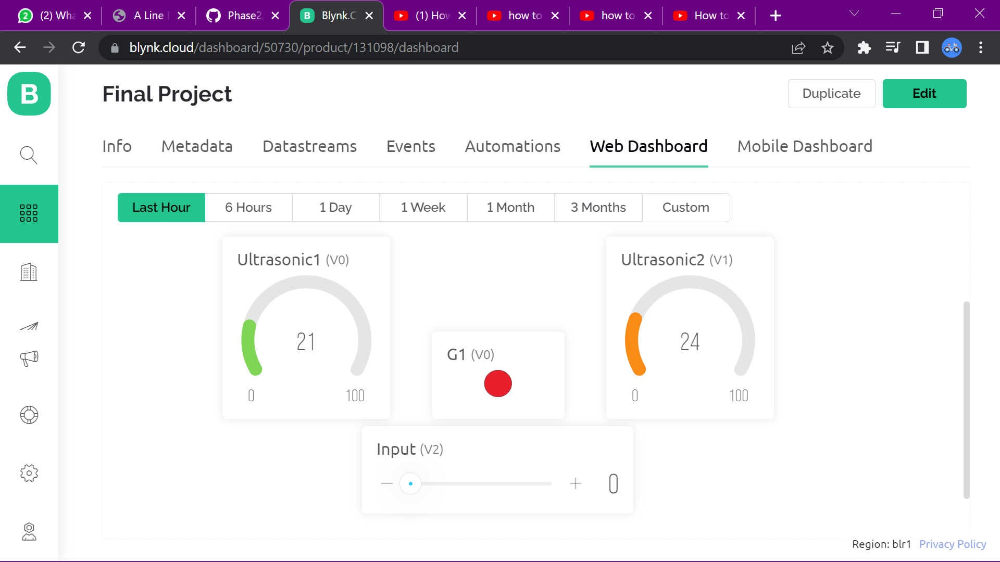 (2) Wha
A Line
Phase2
Blynk.C
(1) How
how to
how to
How to
blynk.cloud/dashboard/50730/product/131098/dashboard
B
Final Project
Duplicate
Edit
Info Metadata Datastreams Events Automations Web Dashboard Mobile Dashboard
Last Hour 6 Hours 1 Day 1 Week 1 Month 3 Months Custom
Ultrasonic1 (V0)
21
0 100
G1 (V0)
Ultrasonic2 (V1)
24
0 100
Input (V2)
0
Region: blr1 Privacy Policy